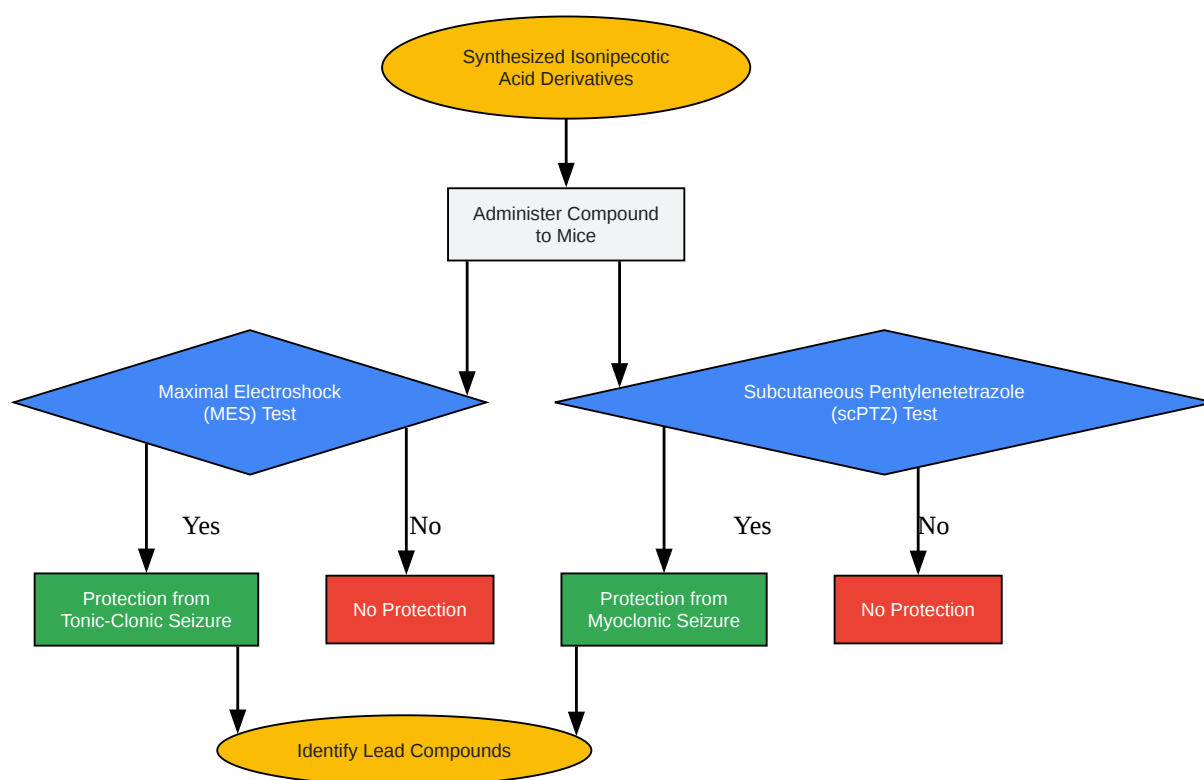 Synthesized Isonipecotic
Acid Derivatives
Administer Compound
to Mice
Maximal Electroshock
(MES) Test
Subcutaneous Pentylenetetrazole
(scPTZ) Test
Yes
No
Yes
No
Protection from
Tonic-Clonic Seizure
No Protection
Protection from
Myoclonic Seizure
No Protection
Identify Lead Compounds